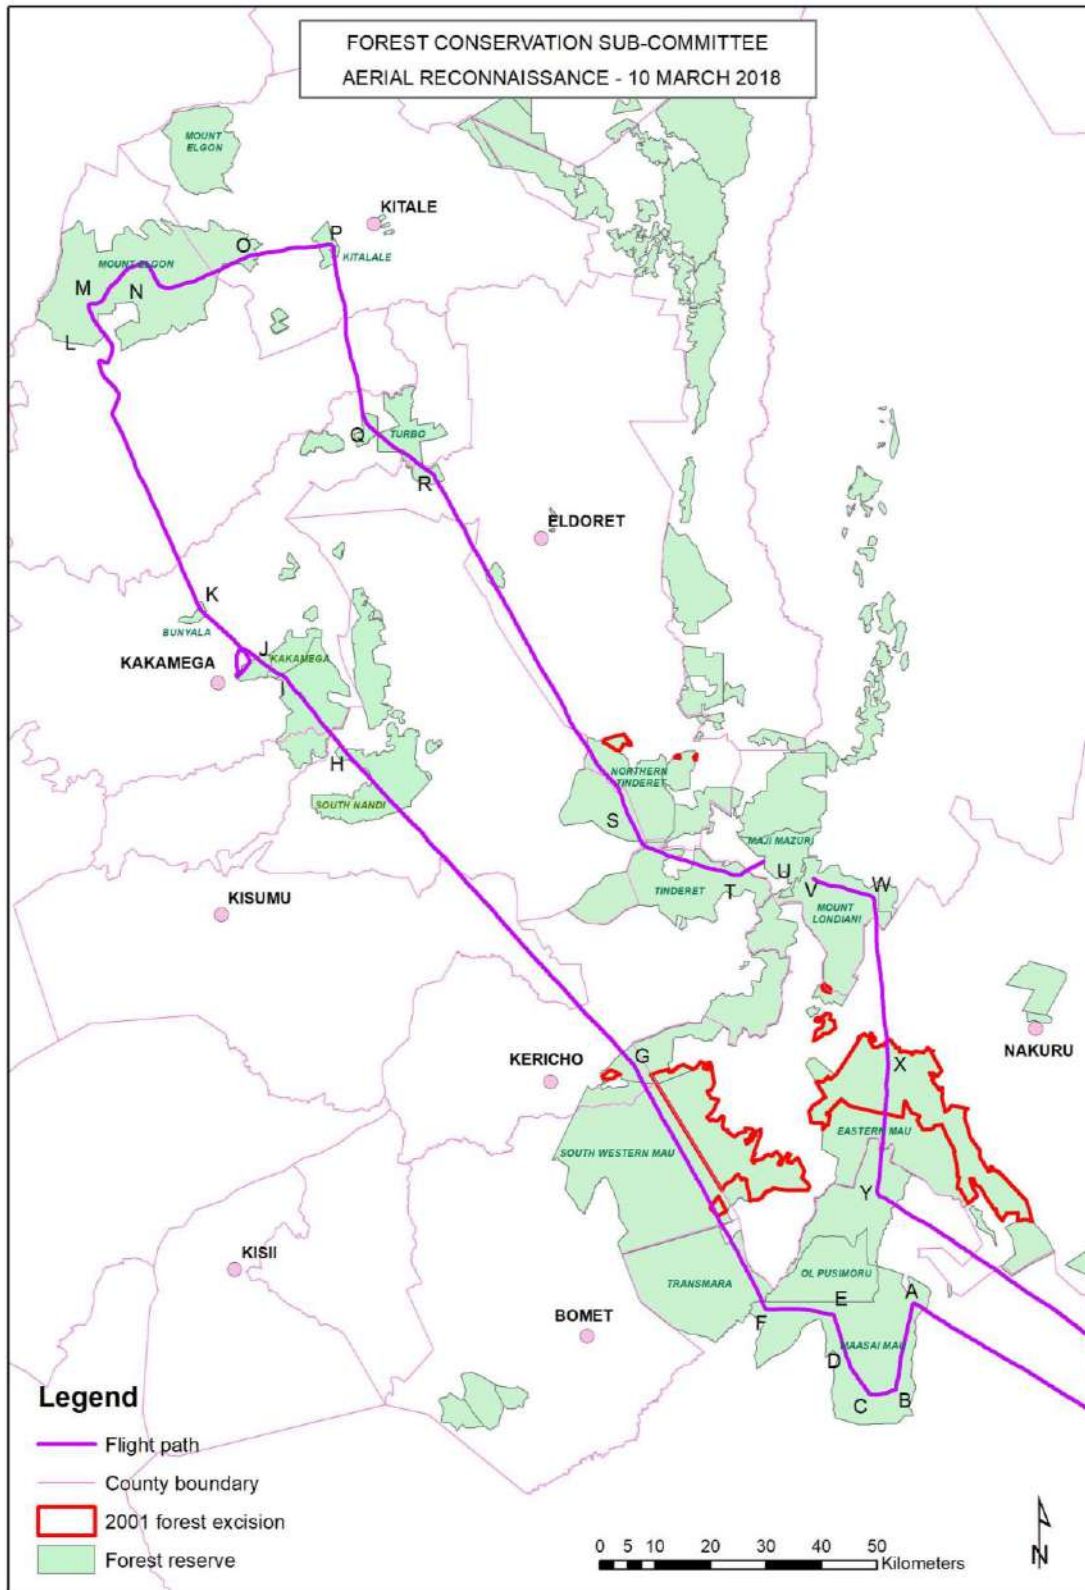 FOREST CONSERVATION SUB-COMMITTEE
AERIAL RECONNAISSANCE - 10 MARCH 2018
MOUNT
ELGON
KITALE
P
O
KITALALE
MOUNT ELGON
M
N
L
Q
TURBO
R
ELDORET
K
BUNYALA
J
KAKAMEGA
KAKAMEGA
I
H
SOUTH NANDI
NORTHERN
TINDERET
S
MAJI MAZURI
U
TINDERET
T
V
W
MOUNT
LONDIANI
KISUMU
NAKURU
G
KERICHO
X
EASTERN MAU
SOUTH WESTERN MAU
Y
KISII
TRANSMARA
OL PUSIMORU
A
E
F
BOMET
MAASAI MAU
D
C
B
Legend
Flight path
County boundary
2001 forest excision
Forest reserve
0 5 10 20 30 40 50
Kilometers
N